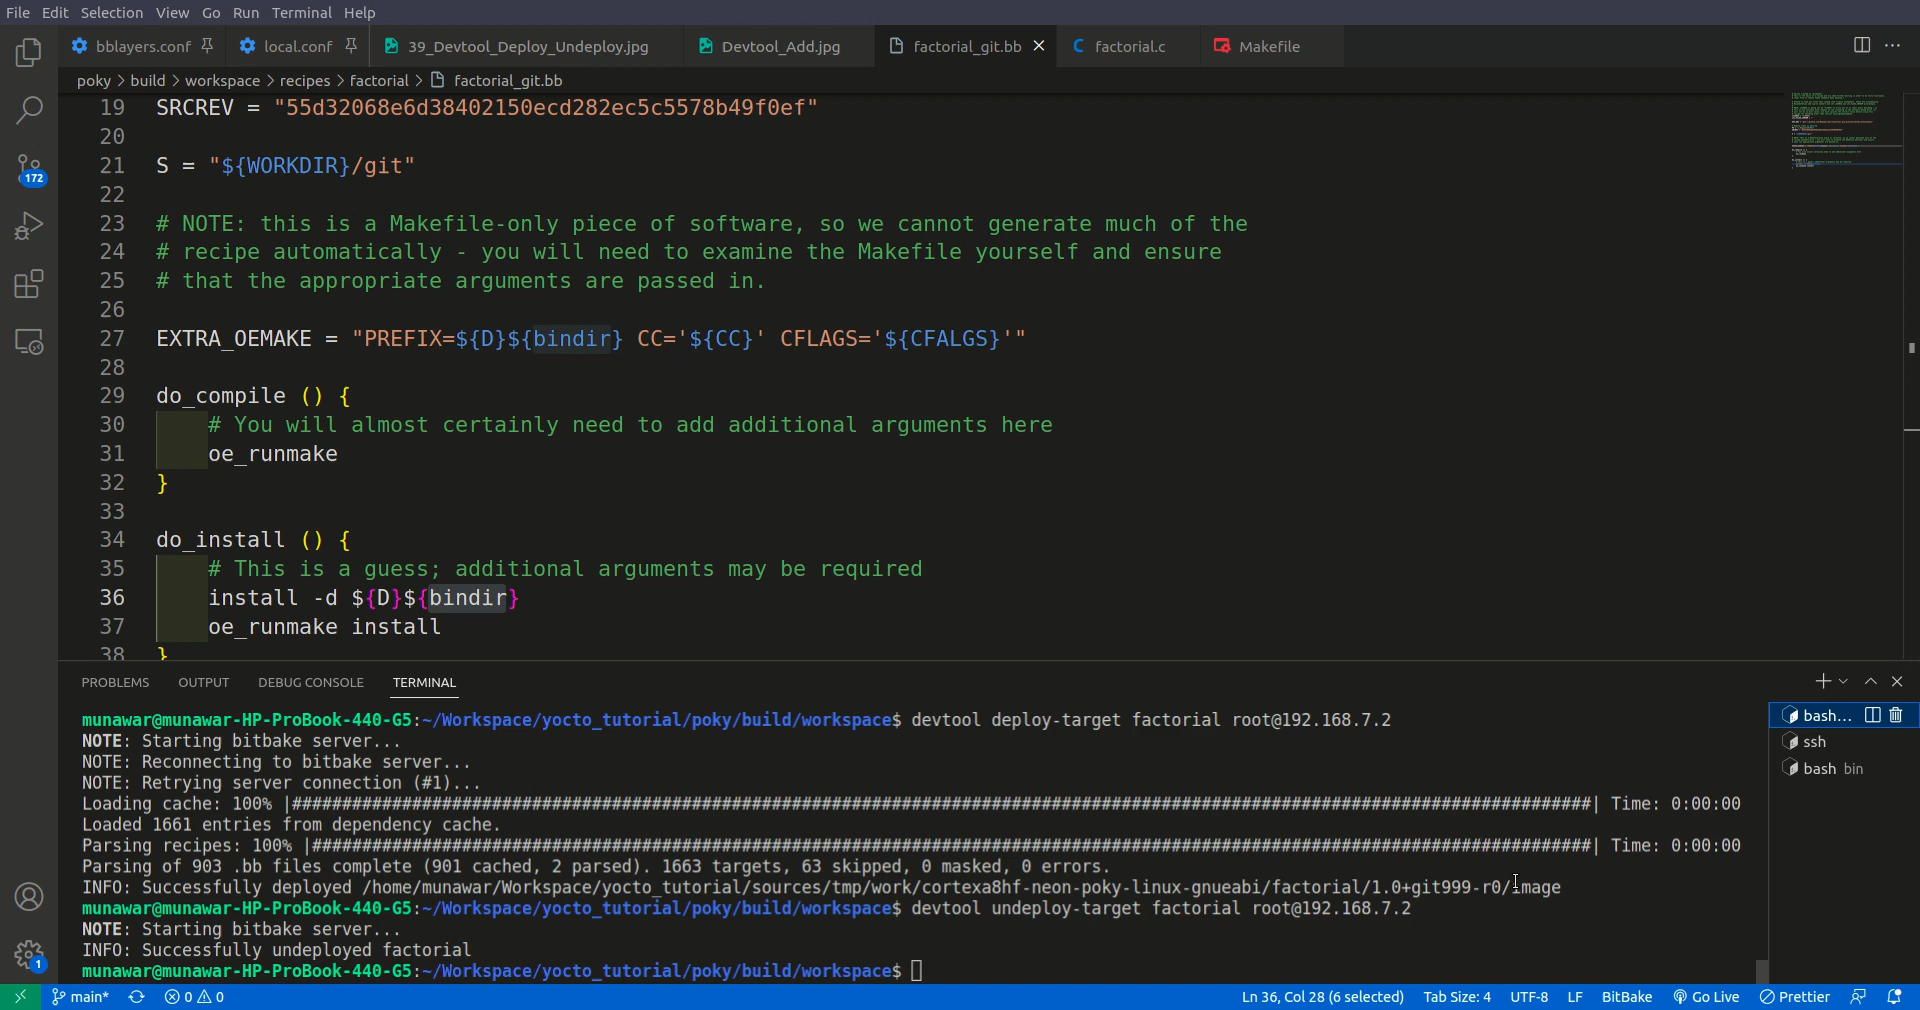 File Edit Selection View Go Run Terminal Help
bblayers.conf local.conf 39_Devtool_Deploy_Undeploy.jpg Devtool_Add.jpg factorial_git.bb factorial.c Makefile
poky > build > workspace > recipes > factorial > factorial_git.bb
19 SRCREV = "55d32068e6d38402150ecd282ec5c5578b49f0ef"
20
21 S = "${WORKDIR}/git"
22
23 # NOTE: this is a Makefile-only piece of software, so we cannot generate much of the
24 # recipe automatically - you will need to examine the Makefile yourself and ensure
25 # that the appropriate arguments are passed in.
26
27 EXTRA_OEMAKE = "PREFIX=${D}${bindir} CC='${CC}' CFLAGS='${CFALGS}'"
28
29 do_compile () {
30 # You will almost certainly need to add additional arguments here
31 oe_runmake
32 }
33
34 do_install () {
35 # This is a guess; additional arguments may be required
36 install -d ${D}${bindir}
37 oe_runmake install
38 }
172
1
PROBLEMS OUTPUT DEBUG CONSOLE TERMINAL
munawar@munawar-HP-ProBook-440-G5:~/Workspace/yocto_tutorial/poky/build/workspace$ devtool deploy-target factorial root@192.168.7.2
NOTE: Starting bitbake server...
NOTE: Reconnecting to bitbake server...
NOTE: Retrying server connection (#1)...
Loading cache: 100% |##################################################################################################################################| Time: 0:00:00
Loaded 1661 entries from dependency cache.
Parsing recipes: 100% |################################################################################################################################| Time: 0:00:00
Parsing of 903 .bb files complete (901 cached, 2 parsed). 1663 targets, 63 skipped, 0 masked, 0 errors.
INFO: Successfully deployed /home/munawar/Workspace/yocto_tutorial/sources/tmp/work/cortexa8hf-neon-poky-linux-gnueabi/factorial/1.0+git999-r0/image
munawar@munawar-HP-ProBook-440-G5:~/Workspace/yocto_tutorial/poky/build/workspace$ devtool undeploy-target factorial root@192.168.7.2
NOTE: Starting bitbake server...
INFO: Successfully undeployed factorial
munawar@munawar-HP-ProBook-440-G5:~/Workspace/yocto_tutorial/poky/build/workspace$
bash...
ssh
bash bin
main* 0 0 Ln 36, Col 28 (6 selected) Tab Size: 4 UTF-8 LF BitBake Go Live Prettier